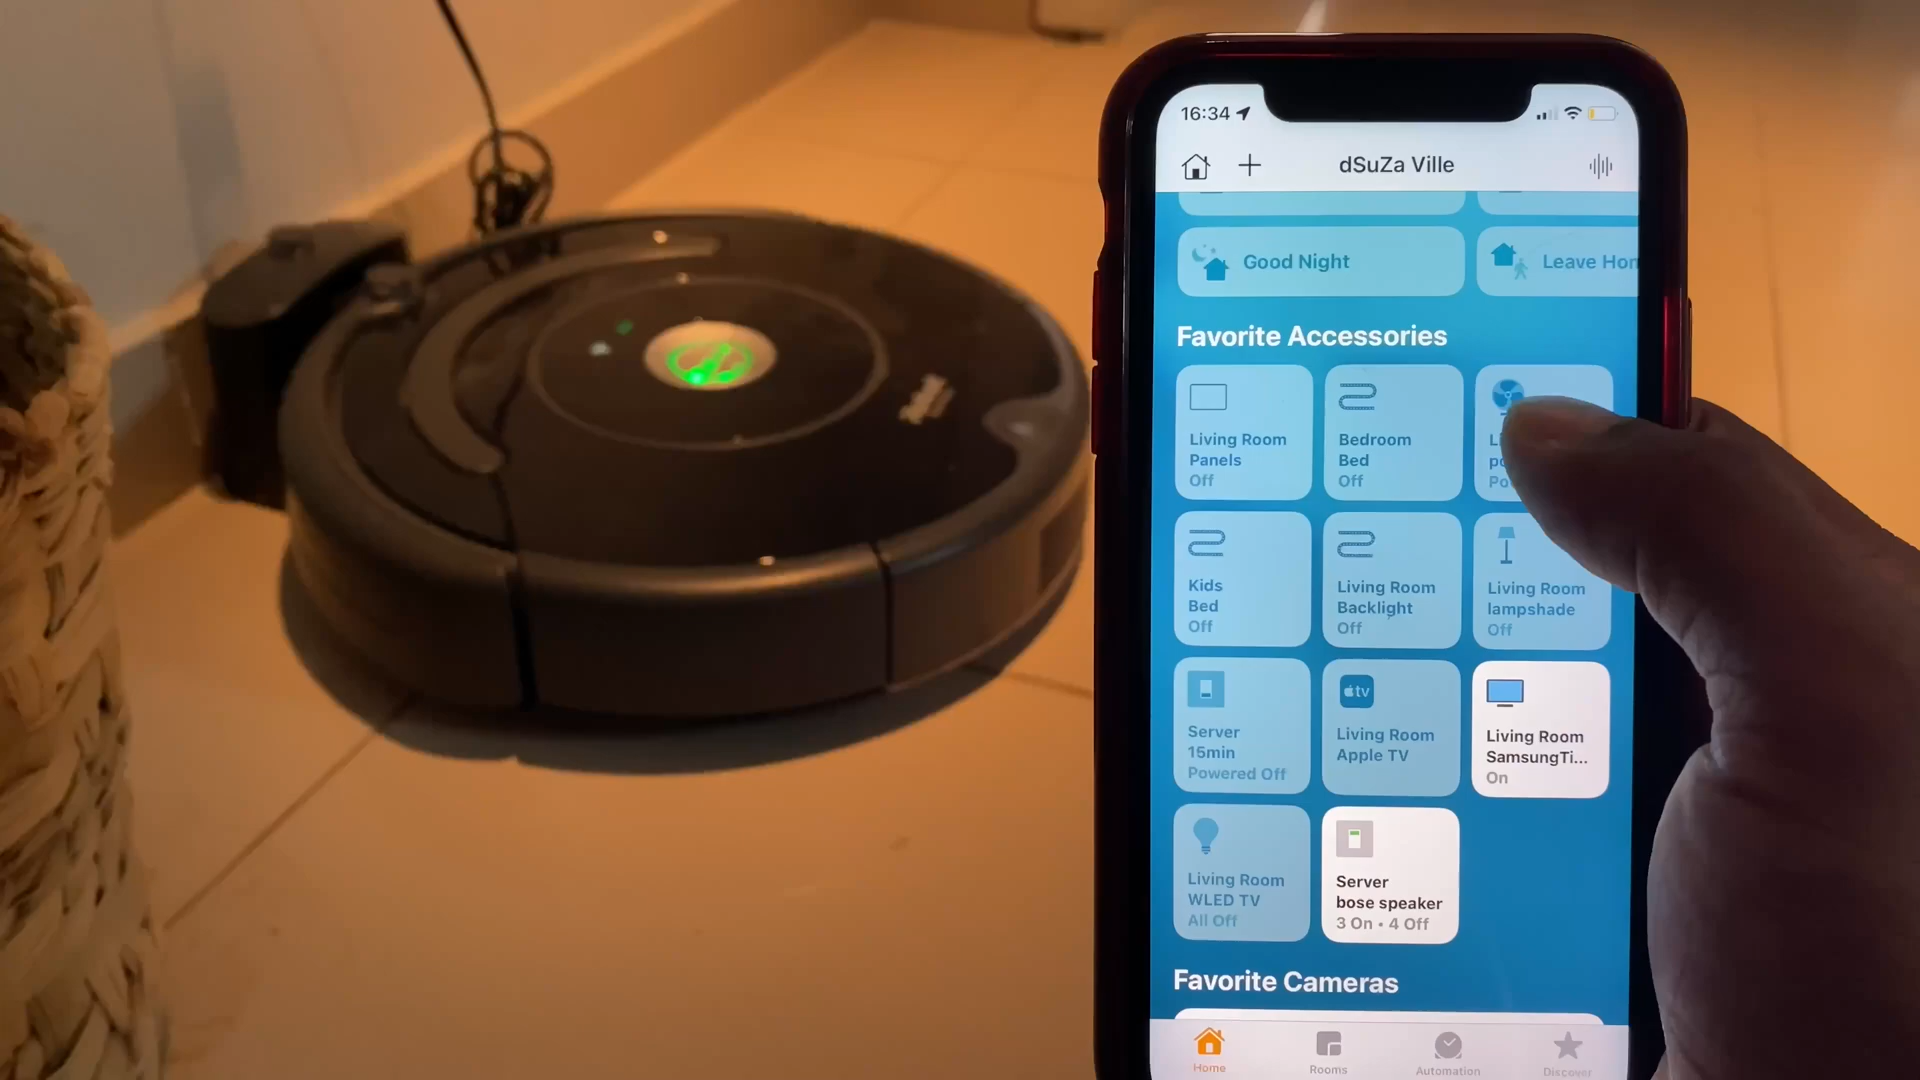 16:34
dSuZa Ville
Good Night
Leave Hom
Favorite Accessories
Living Room
Panels
Off
Bedroom
Bed
Off
Kids
Bed
Off
Living Room
Backlight
Off
Living Room
lampshade
Off
Server
15min
Powered Off
tv
Living Room
Apple TV
Living Room
SamsungTi...
On
Living Room
WLED TV
All Off
Server
bose speaker
3 On • 4 Off
Favorite Cameras
Home
Rooms
Automation
Discover